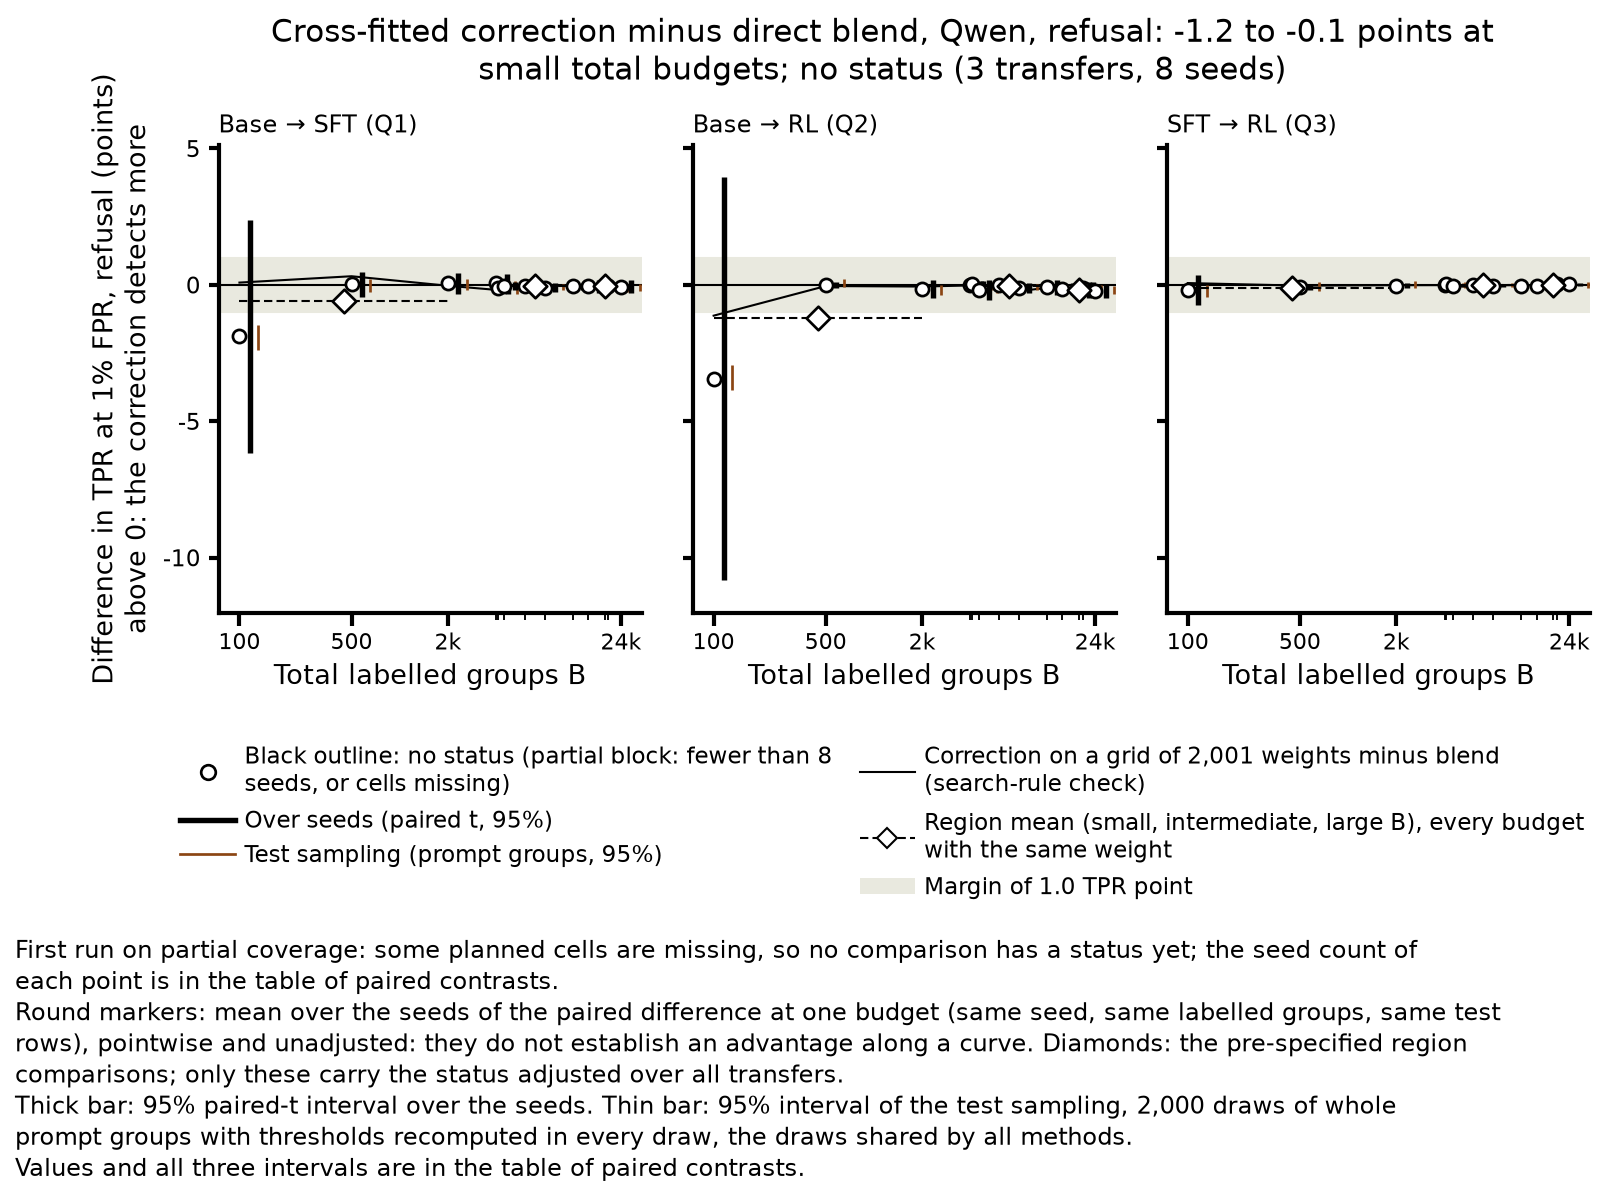 Cross-fitted correction minus direct blend, Qwen, refusal: -1.2 to -0.1 points at
small total budgets; no status (3 transfers, 8 seeds)
Difference in TPR at 1% FPR, refusal (points)
above 0: the correction detects more
Base → SFT (Q1)
Base → RL (Q2)
SFT → RL (Q3)
5
0
-5
-10
100 500 2k 24k
100 500 2k 24k
100 500 2k 24k
Total labelled groups B
Total labelled groups B
Total labelled groups B
Black outline: no status (partial block: fewer than 8
seeds, or cells missing)
Over seeds (paired t, 95%)
Test sampling (prompt groups, 95%)
Correction on a grid of 2,001 weights minus blend
(search-rule check)
Region mean (small, intermediate, large B), every budget
with the same weight
Margin of 1.0 TPR point
First run on partial coverage: some planned cells are missing, so no comparison has a status yet; the seed count of
each point is in the table of paired contrasts.
Round markers: mean over the seeds of the paired difference at one budget (same seed, same labelled groups, same test
rows), pointwise and unadjusted: they do not establish an advantage along a curve. Diamonds: the pre-specified region
comparisons; only these carry the status adjusted over all transfers.
Thick bar: 95% paired-t interval over the seeds. Thin bar: 95% interval of the test sampling, 2,000 draws of whole
prompt groups with thresholds recomputed in every draw, the draws shared by all methods.
Values and all three intervals are in the table of paired contrasts.